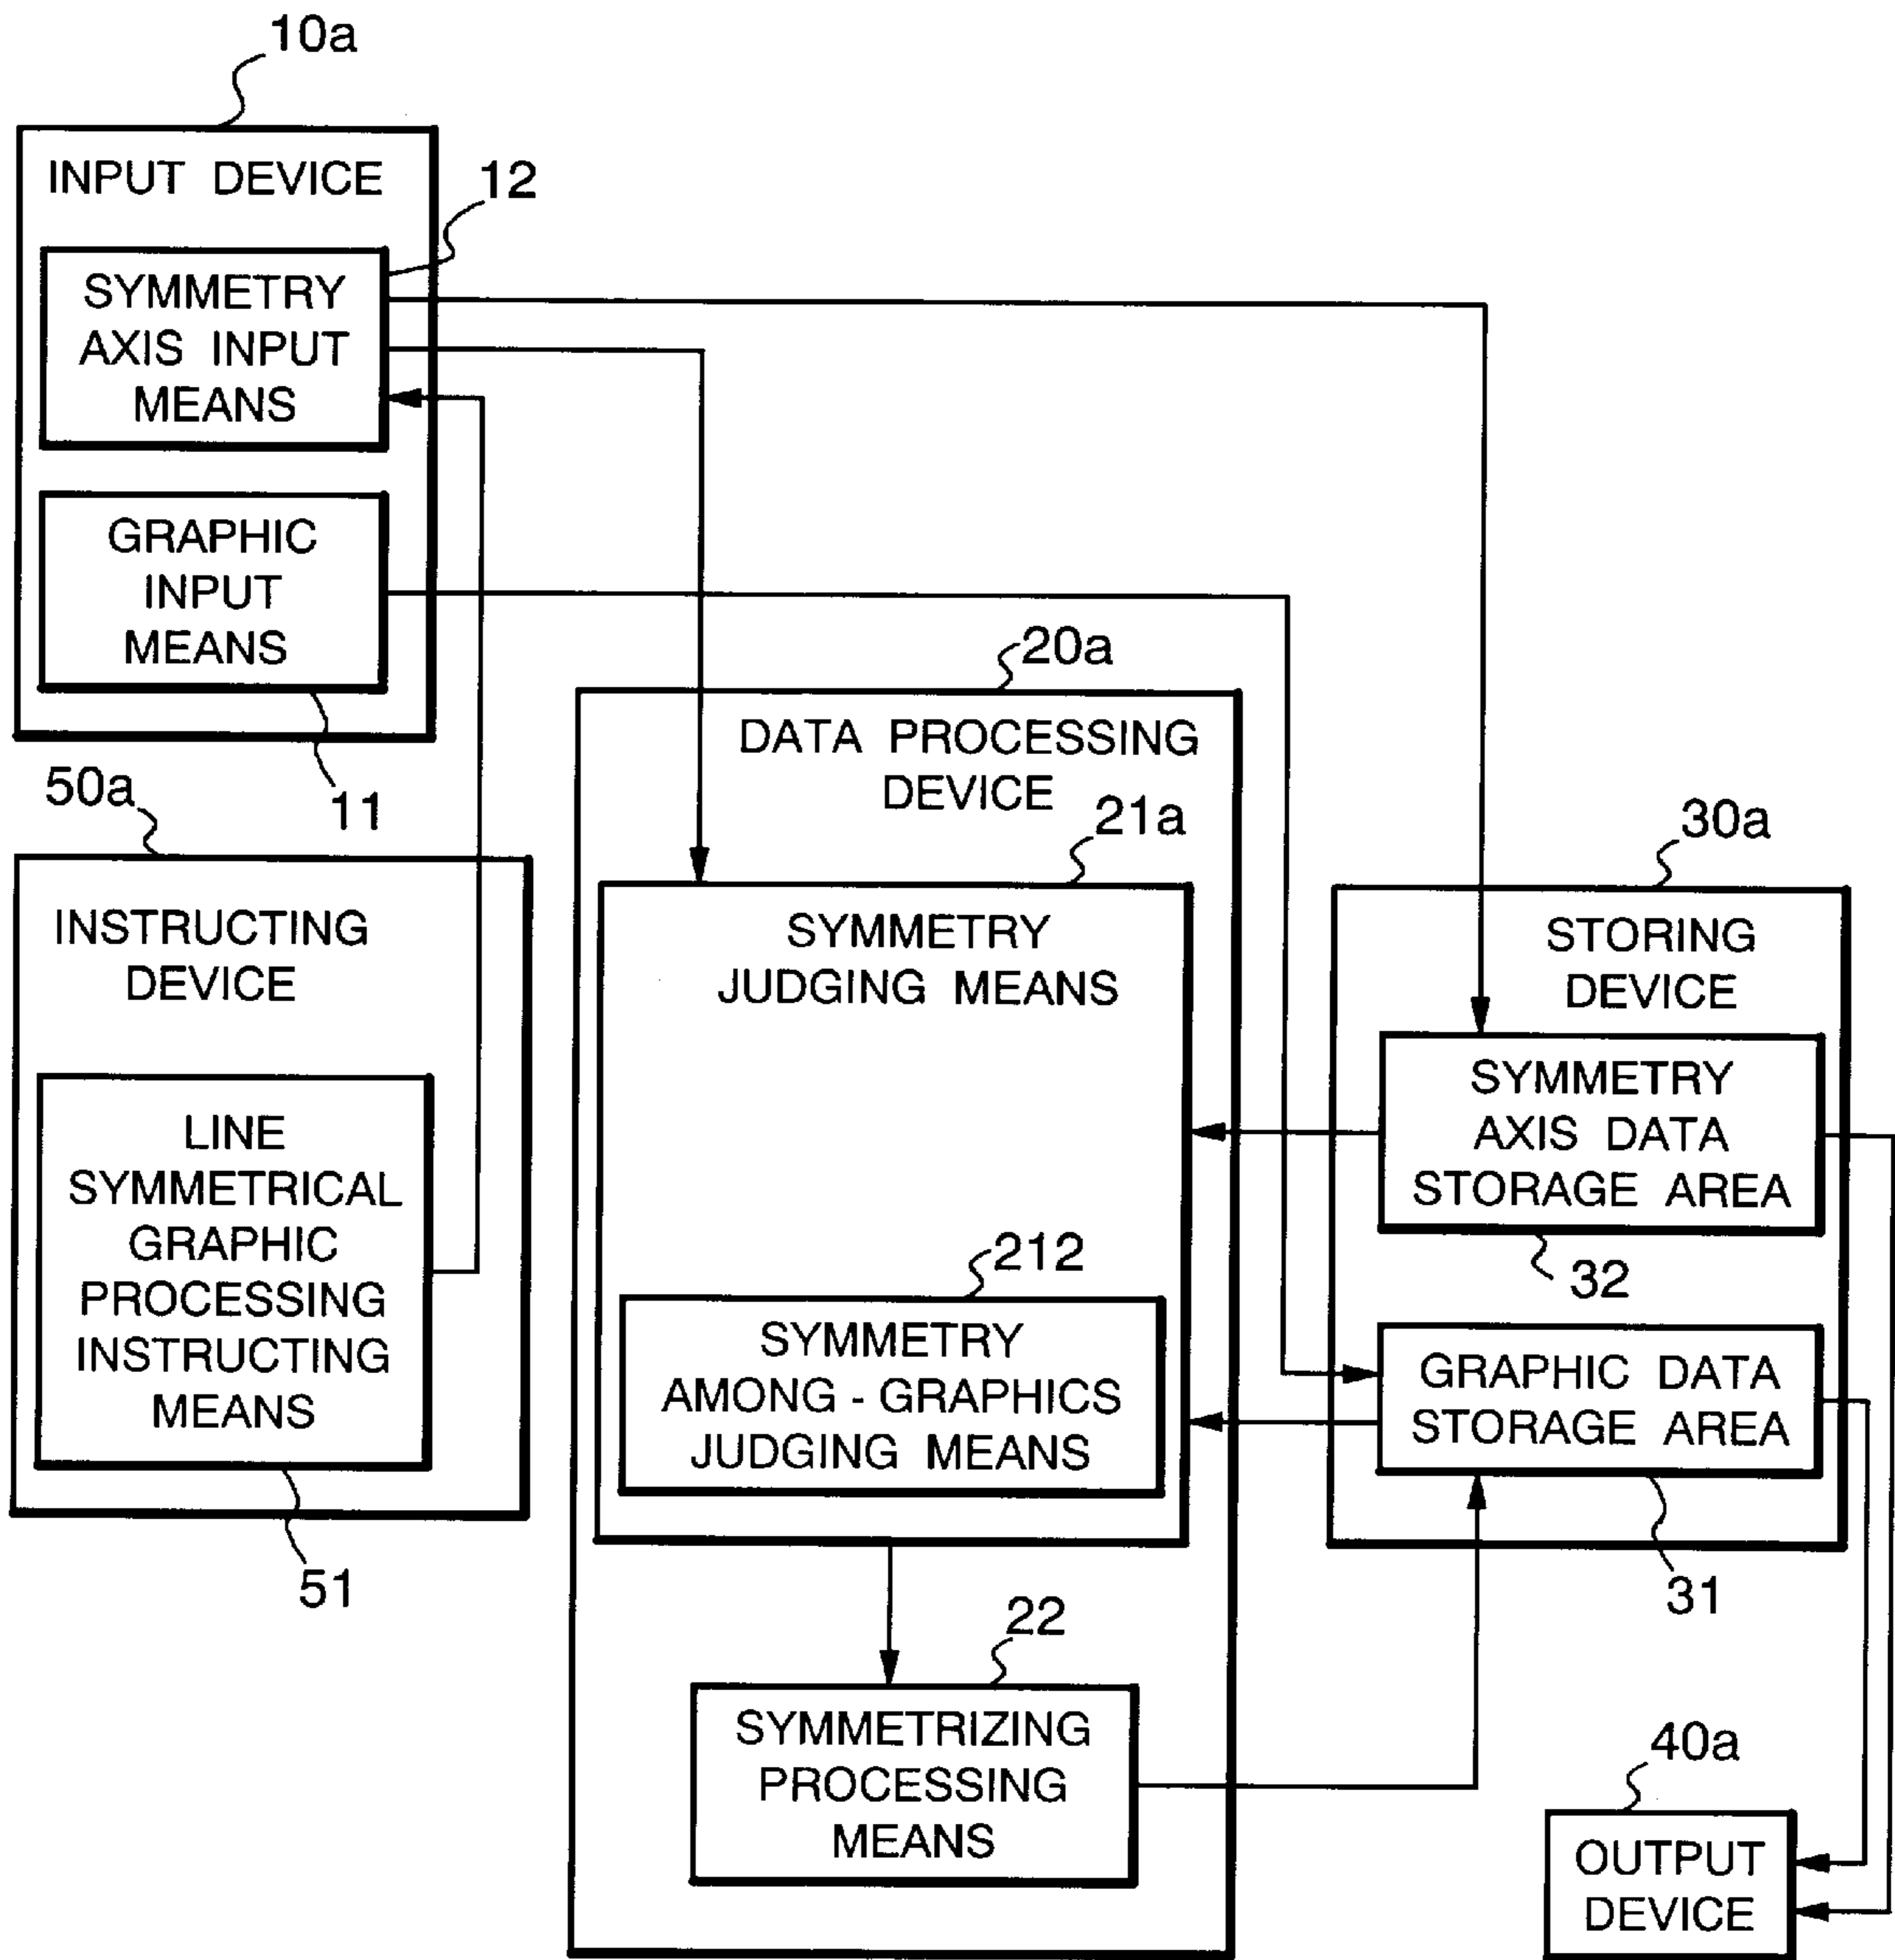 10a
INPUT DEVICE
12
SYMMETRY
AXIS INPUT
MEANS
GRAPHIC
INPUT
MEANS
11
50a
INSTRUCTING
DEVICE
LINE
SYMMETRICAL
GRAPHIC
PROCESSING
INSTRUCTING
MEANS
51
20a
DATA PROCESSING
DEVICE
21a
SYMMETRY
JUDGING MEANS
212
SYMMETRY
AMONG - GRAPHICS
JUDGING MEANS
22
SYMMETRIZING
PROCESSING
MEANS
30a
STORING
DEVICE
SYMMETRY
AXIS DATA
STORAGE AREA
32
GRAPHIC DATA
STORAGE AREA
31
40a
OUTPUT
DEVICE